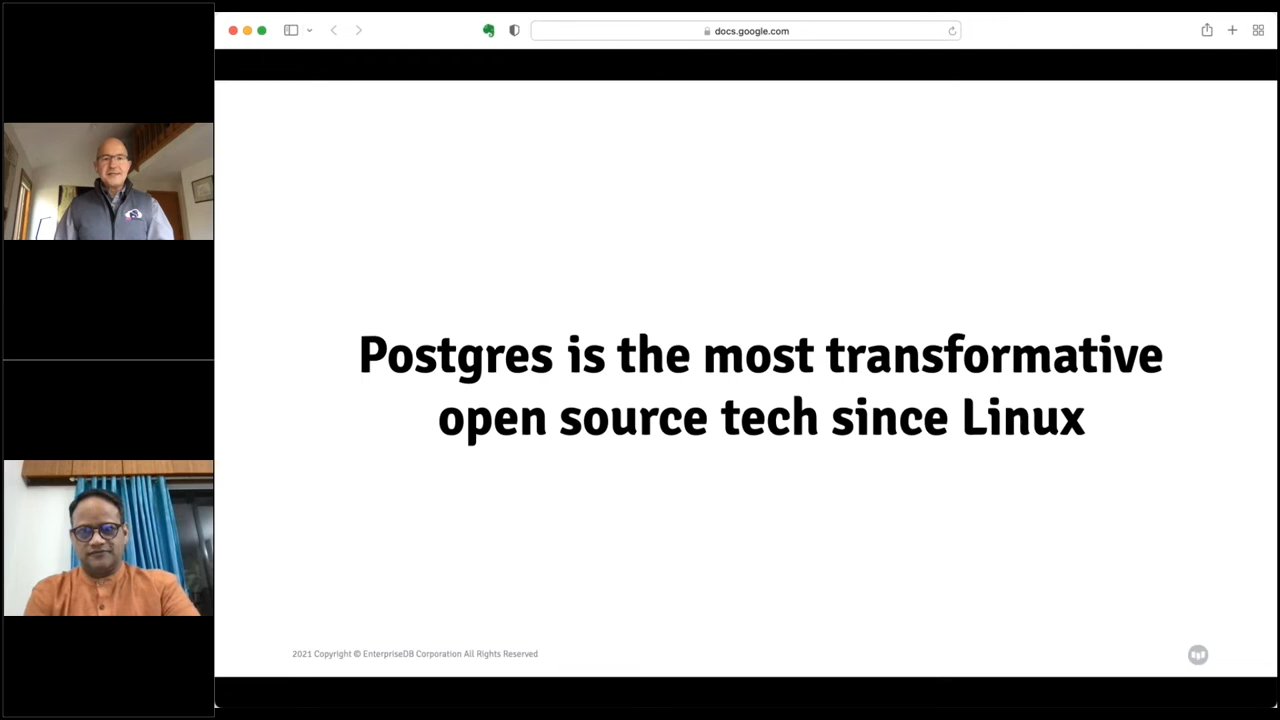 docs.google.com
Postgres is the most transformative
open source tech since Linux
2021 Copyright © EnterpriseDB Corporation All Rights Reserved